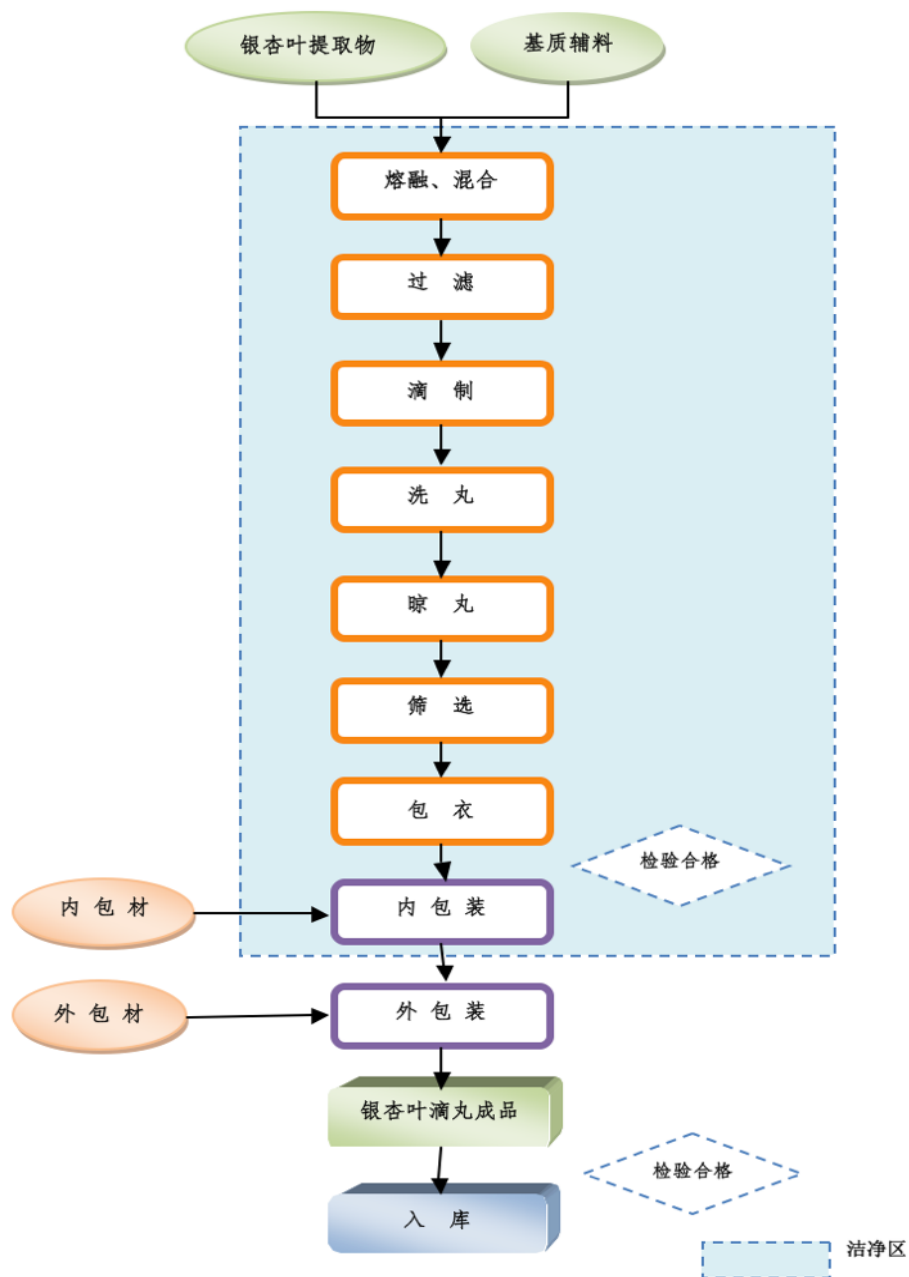 银杏叶提取物
基质辅料
熔融、混合
过 滤
滴 制
洗 丸
晾 丸
筛 选
包 衣
检验合格
内 包 材
内 包 装
外 包 材
外 包 装
银杏叶滴丸成品
检验合格
入 库
洁净区